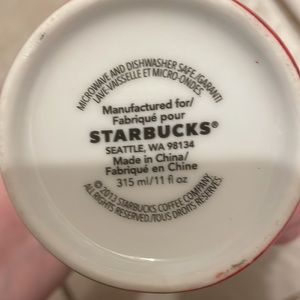 MICROWAVE AND DISHWASHER SAFE./GARANTI
LAVE-VAISSELLE ET MICRO-ONDES.
Manufactured for/
Fabriqué pour
STARBUCKS®
SEATTLE, WA 98134
Made in China/
Fabriqué en Chine
315 ml/11 fl oz
©2013 STARBUCKS COFFEE COMPANY.
ALL RIGHTS RESERVED./TOUS DROITS RÉSERVÉS.